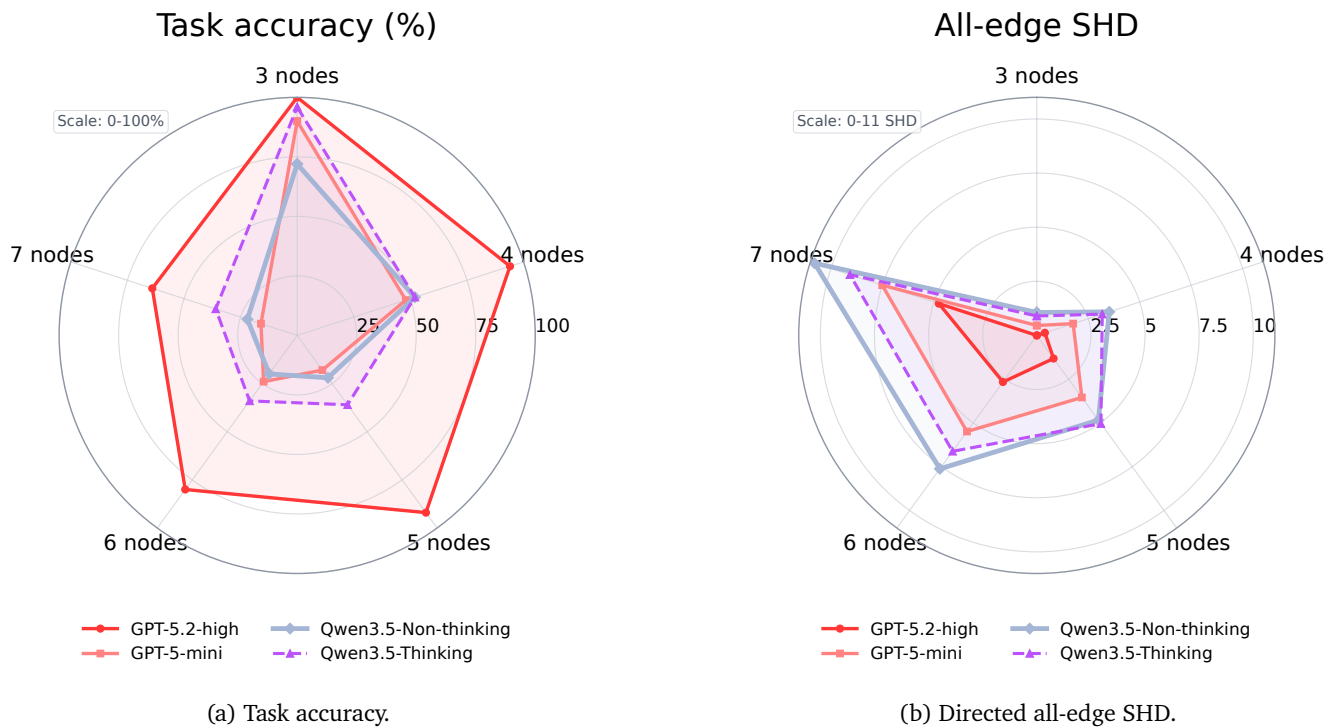 Task accuracy (%)
All-edge SHD
3 nodes
3 nodes
Scale: 0-100%
Scale: 0-11 SHD
7 nodes
4 nodes
7 nodes
4 nodes
25
50
75
100
2.5
5
7.5
10
6 nodes
5 nodes
6 nodes
5 nodes
GPT-5.2-high
Qwen3.5-Non-thinking
GPT-5-mini
Qwen3.5-Thinking
GPT-5.2-high
Qwen3.5-Non-thinking
GPT-5-mini
Qwen3.5-Thinking
(a) Task accuracy.
(b) Directed all-edge SHD.